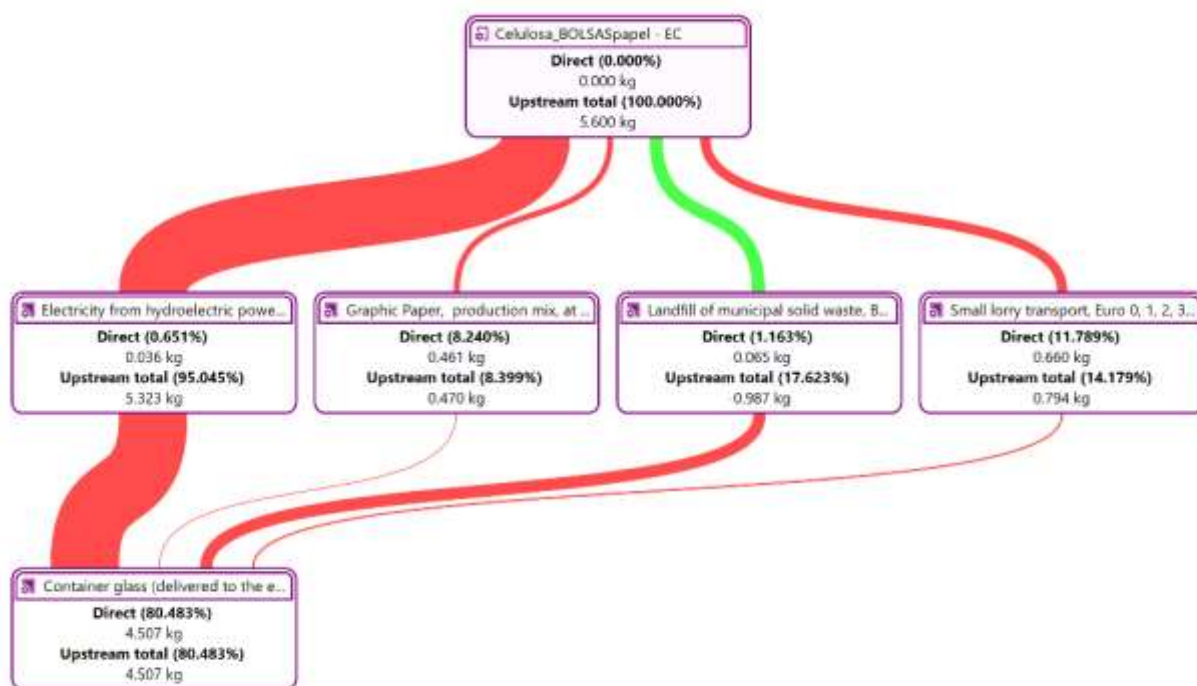 Celulosa_BOLSASpapel - EC
Direct (0.000%)
0.000 kg
Upstream total (100.000%)
5.600 kg
Electricity from hydroelectric powe...
Direct (0.651%)
0.036 kg
Upstream total (95.045%)
5.323 kg
Graphic Paper, production mix, at ...
Direct (8.240%)
0.461 kg
Upstream total (8.399%)
0.470 kg
Landfill of municipal solid waste, B...
Direct (1.163%)
0.065 kg
Upstream total (17.623%)
0.987 kg
Small lorry transport, Euro 0, 1, 2, 3...
Direct (11.789%)
0.660 kg
Upstream total (14.179%)
0.794 kg
Container glass (delivered to the e...
Direct (80.483%)
4.507 kg
Upstream total (80.483%)
4.507 kg